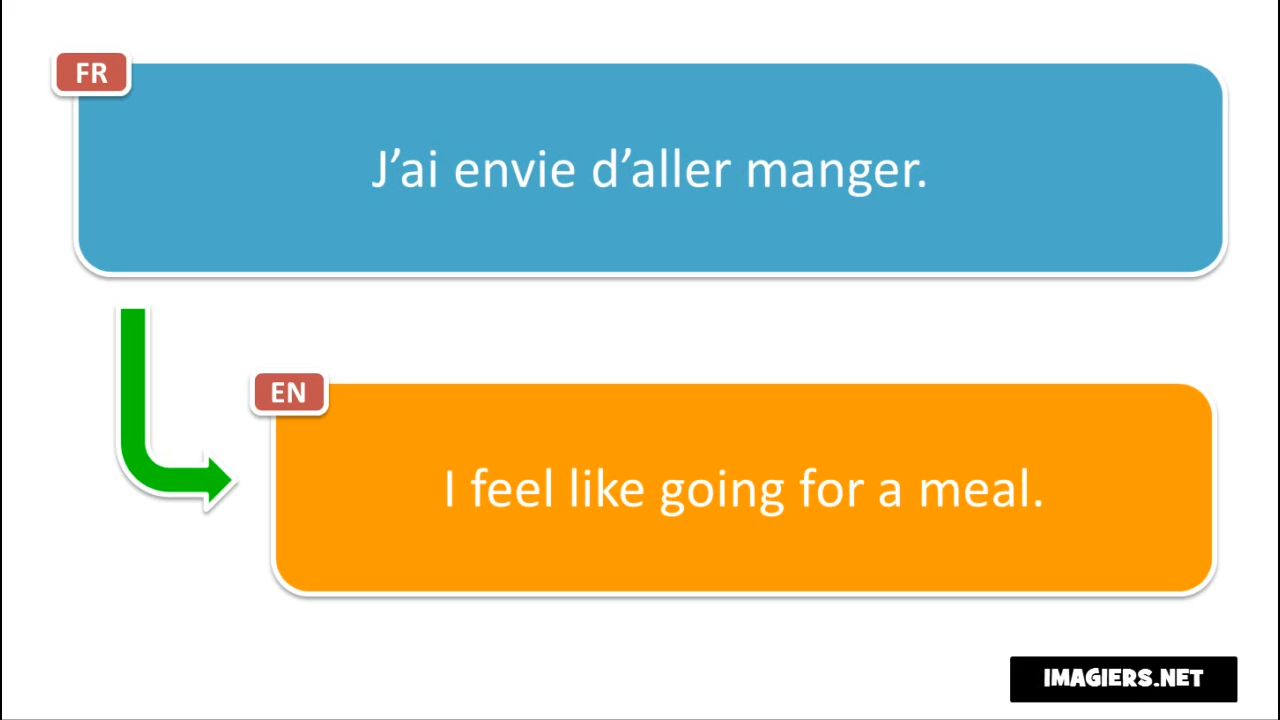 FR
J’ai envie d’aller manger.
EN
I feel like going for a meal.
IMAGIERS.NET